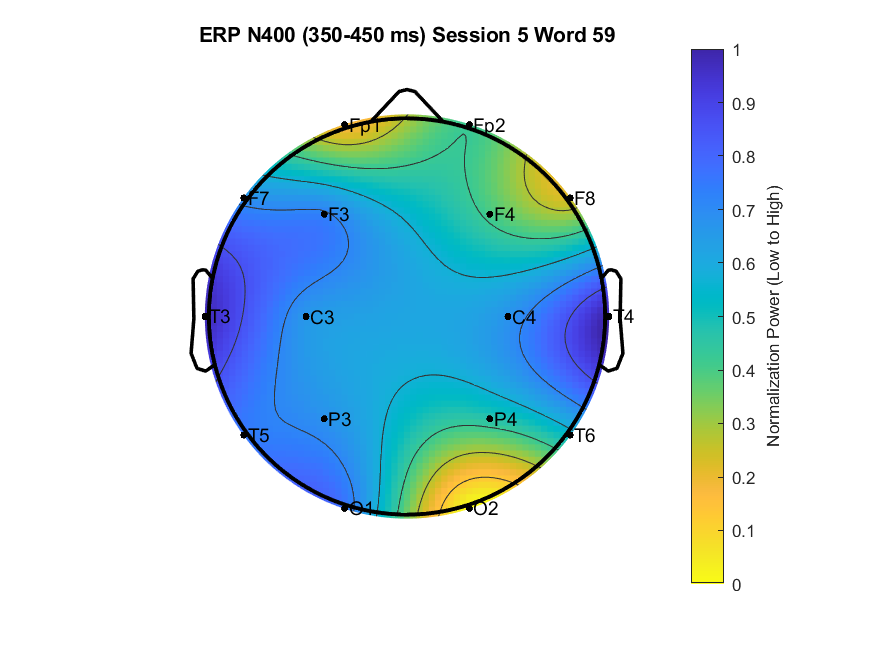 ERP N400 (350-450 ms) Session 5 Word 59
Fp1 Fp2
F7 F8
F3 F4
T3 C3 C4 T4
P3 P4
T5 T6
O1 O2
1
0.9
0.8
0.7
0.6
0.5
0.4
0.3
0.2
0.1
0
Normalization Power (Low to High)